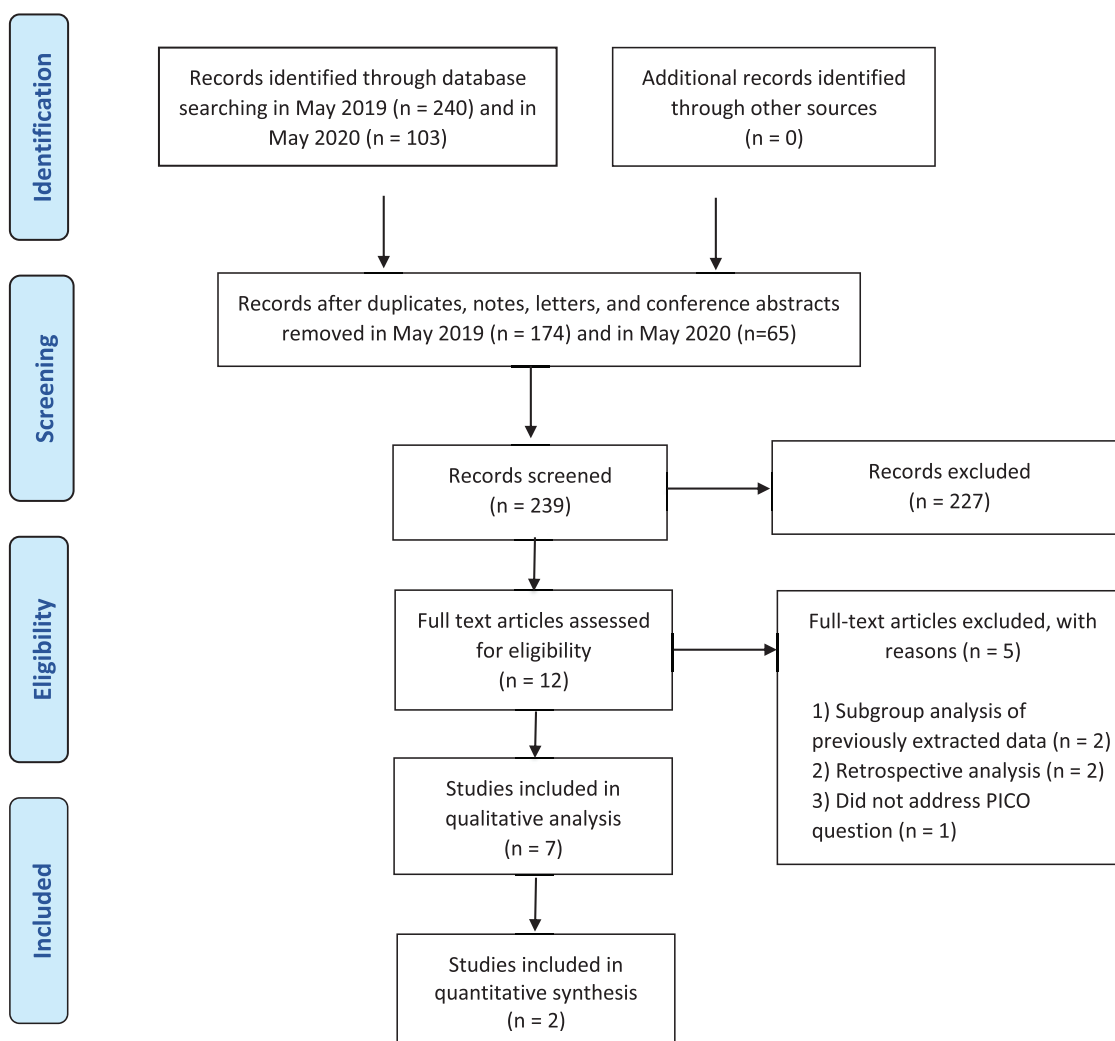 Identification
Records identified through database
searching in May 2019 (n = 240) and in
May 2020 (n = 103)
Additional records identified
through other sources
(n = 0)
Screening
Records after duplicates, notes, letters, and conference abstracts
removed in May 2019 (n = 174) and in May 2020 (n=65)
Records screened
(n = 239)
Records excluded
(n = 227)
Eligibility
Full text articles assessed
for eligibility
(n = 12)
Full-text articles excluded, with
reasons (n = 5)
1) Subgroup analysis of
previously extracted data (n = 2)
2) Retrospective analysis (n = 2)
3) Did not address PICO
question (n = 1)
Studies included in
qualitative analysis
(n = 7)
Included
Studies included in
quantitative synthesis
(n = 2)